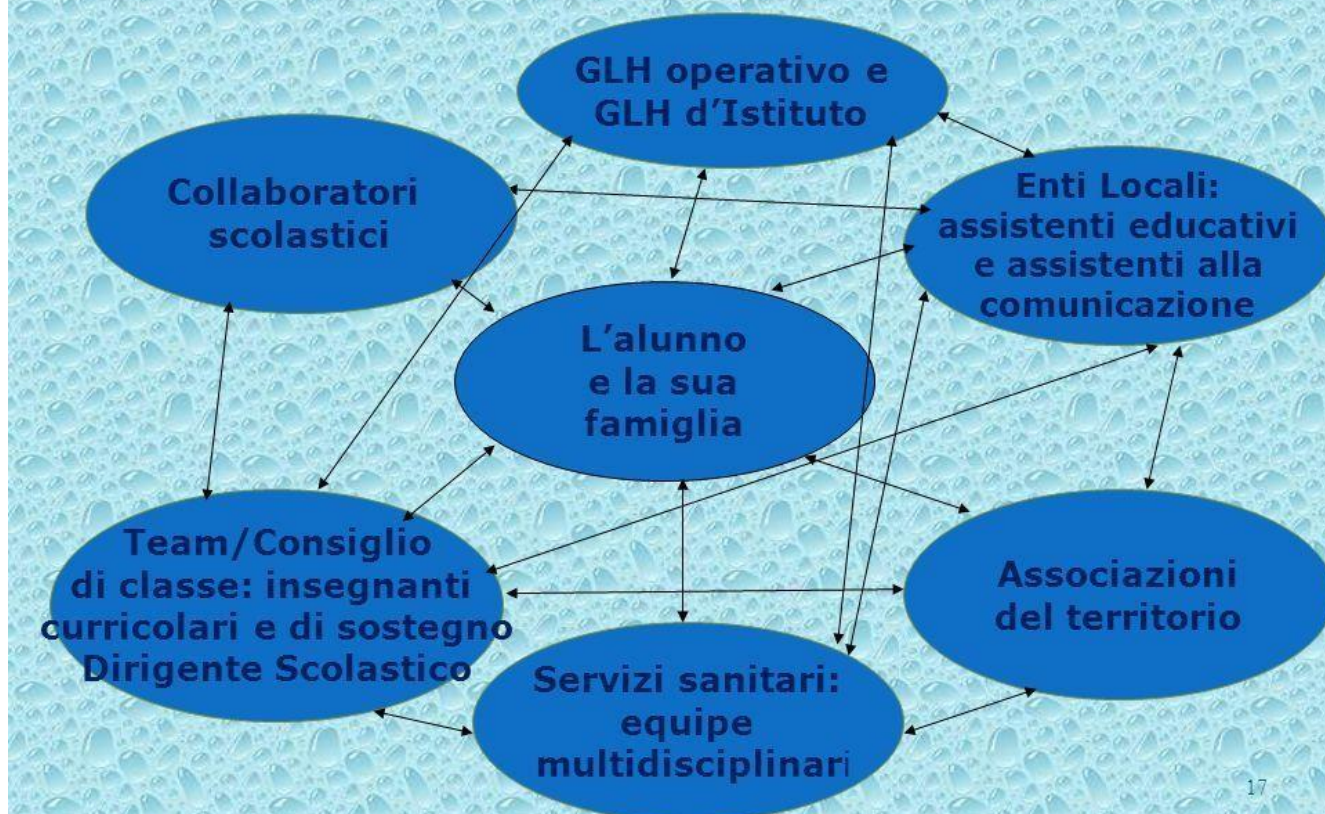 GLH operativo e
GLH d’Istituto
Collaboratori
scolastici
Enti Locali:
assistenti educativi
e assistenti alla
comunicazione
L’alunno
e la sua
famiglia
Team/Consiglio
di classe: insegnanti
curricolari e di sostegno
Dirigente Scolastico
Associazioni
del territorio
Servizi sanitari:
equipe
multidisciplinari
17